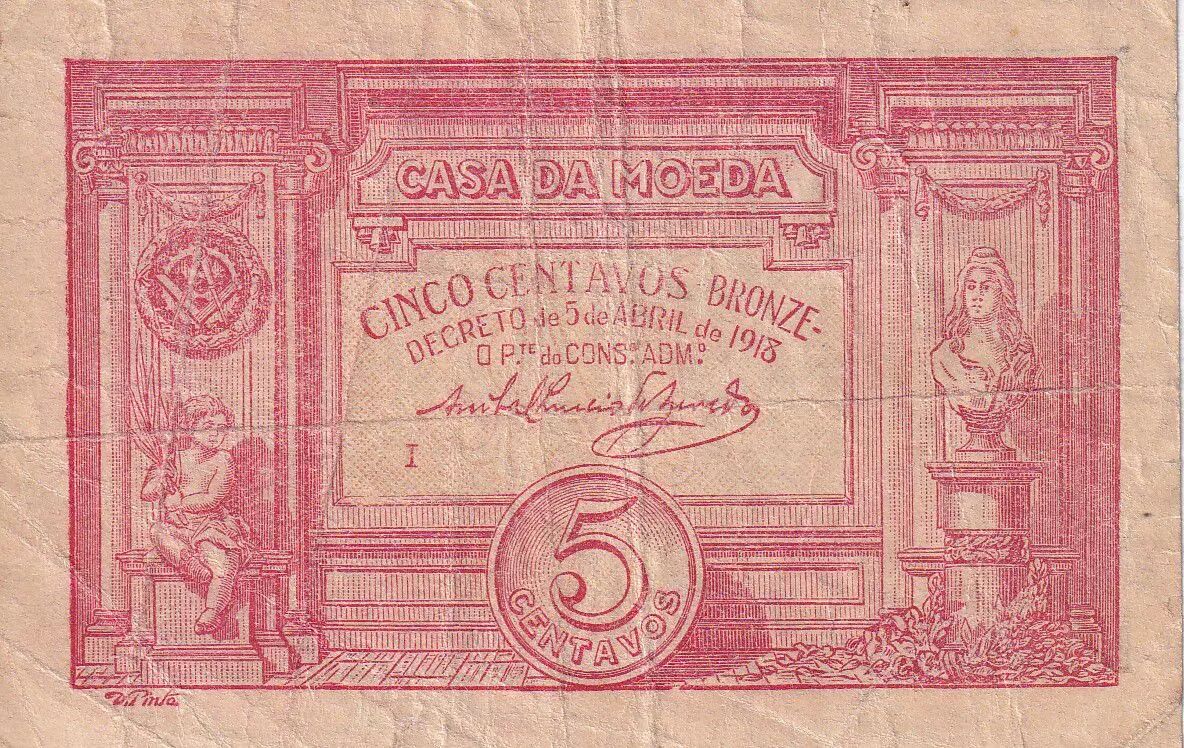 CASA DA MOEDA
CINCO CENTAVOS BRONZE-
DECRETO de 5 de ABRIL de 1918
O P.TE do CONS.º ADM.º
I
5
CENTAVOS